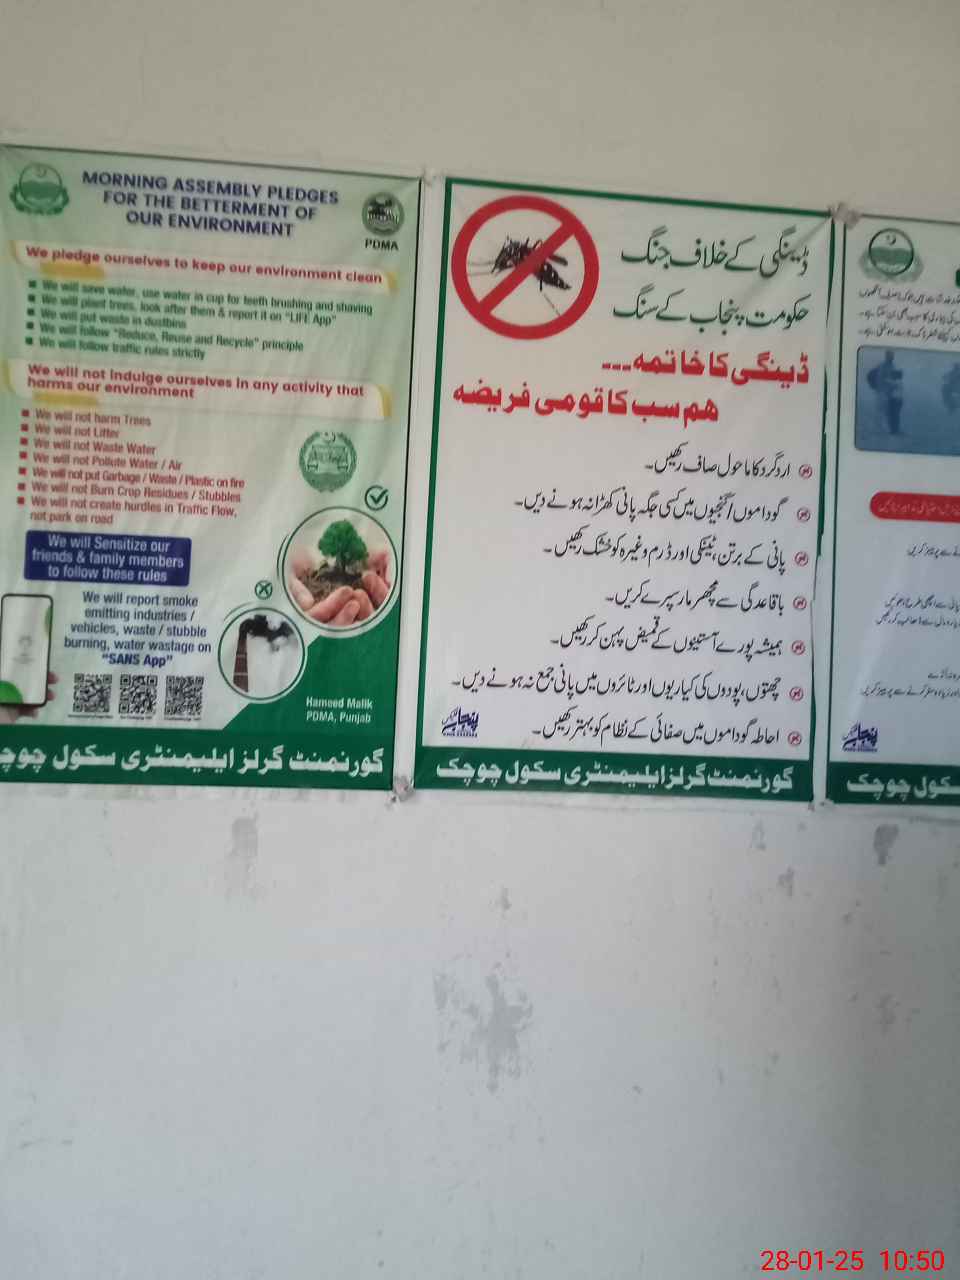 MORNING ASSEMBLY PLEDGES
FOR THE BETTERMENT OF
OUR ENVIRONMENT
PDMA
We pledge ourselves to keep our environment clean
We will save water, use water in cup for teeth brushing and shaving
We will plant trees, look after them & report it on "LIFE App"
We will put waste in dustbins
We will follow "Reduce, Reuse and Recycle" principle
We will follow traffic rules strictly
We will not indulge ourselves in any activity that
harms our environment
We will not harm Trees
We will not Litter
We will not Waste Water
We will not Pollute Water / Air
We will not put Garbage / Waste / Plastic on fire
We will not Burn Crop Residues / Stubbles
We will not create hurdles in Traffic Flow,
not park on road
We will Sensitize our
friends & family members
to follow these rules
We will report smoke
emitting industries /
vehicles, waste / stubble
burning, water wastage on
"SANS App"
Hameed Malik
PDMA, Punjab
گورنمنٹ گرلز ایلیمنٹری سکول چوچک
ڈینگی کے خلاف جنگ
حکومت پنجاب کے سنگ
ڈینگی کا خاتمہ---
ہم سب کا قومی فریضہ
اردگرد کا ماحول صاف رکھیں۔
گوداموں/گنجیوں میں کسی جگہ پانی کھڑا نہ ہونے دیں۔
پانی کے برتن، ٹینکی اور ڈرم وغیرہ کو خشک رکھیں۔
باقاعدگی سے مچھر مار سپرے کریں۔
ہمیشہ پورے آستینوں کے قمیض پہن کر رکھیں۔
چھتوں، پودوں کی کیاریوں اور ٹائروں میں پانی جمع نہ ہونے دیں۔
احاطہ گوداموں میں صفائی کے نظام کو بہتر رکھیں۔
گورنمنٹ گرلز ایلیمنٹری سکول چوچک
سے پرہیز کریں
سکول چوچک
28-01-25 10:50